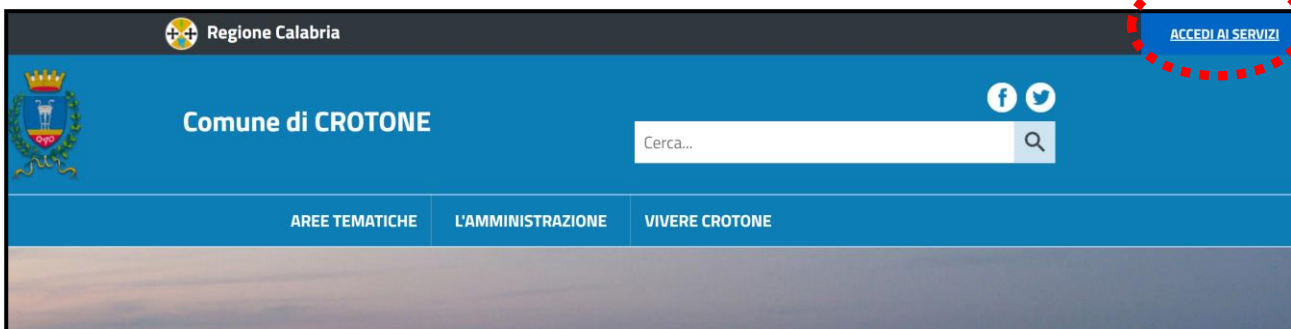 Regione Calabria
ACCEDI AI SERVIZI
Comune di CROTONE
Cerca...
AREE TEMATICHE
L'AMMINISTRAZIONE
VIVERE CROTONE